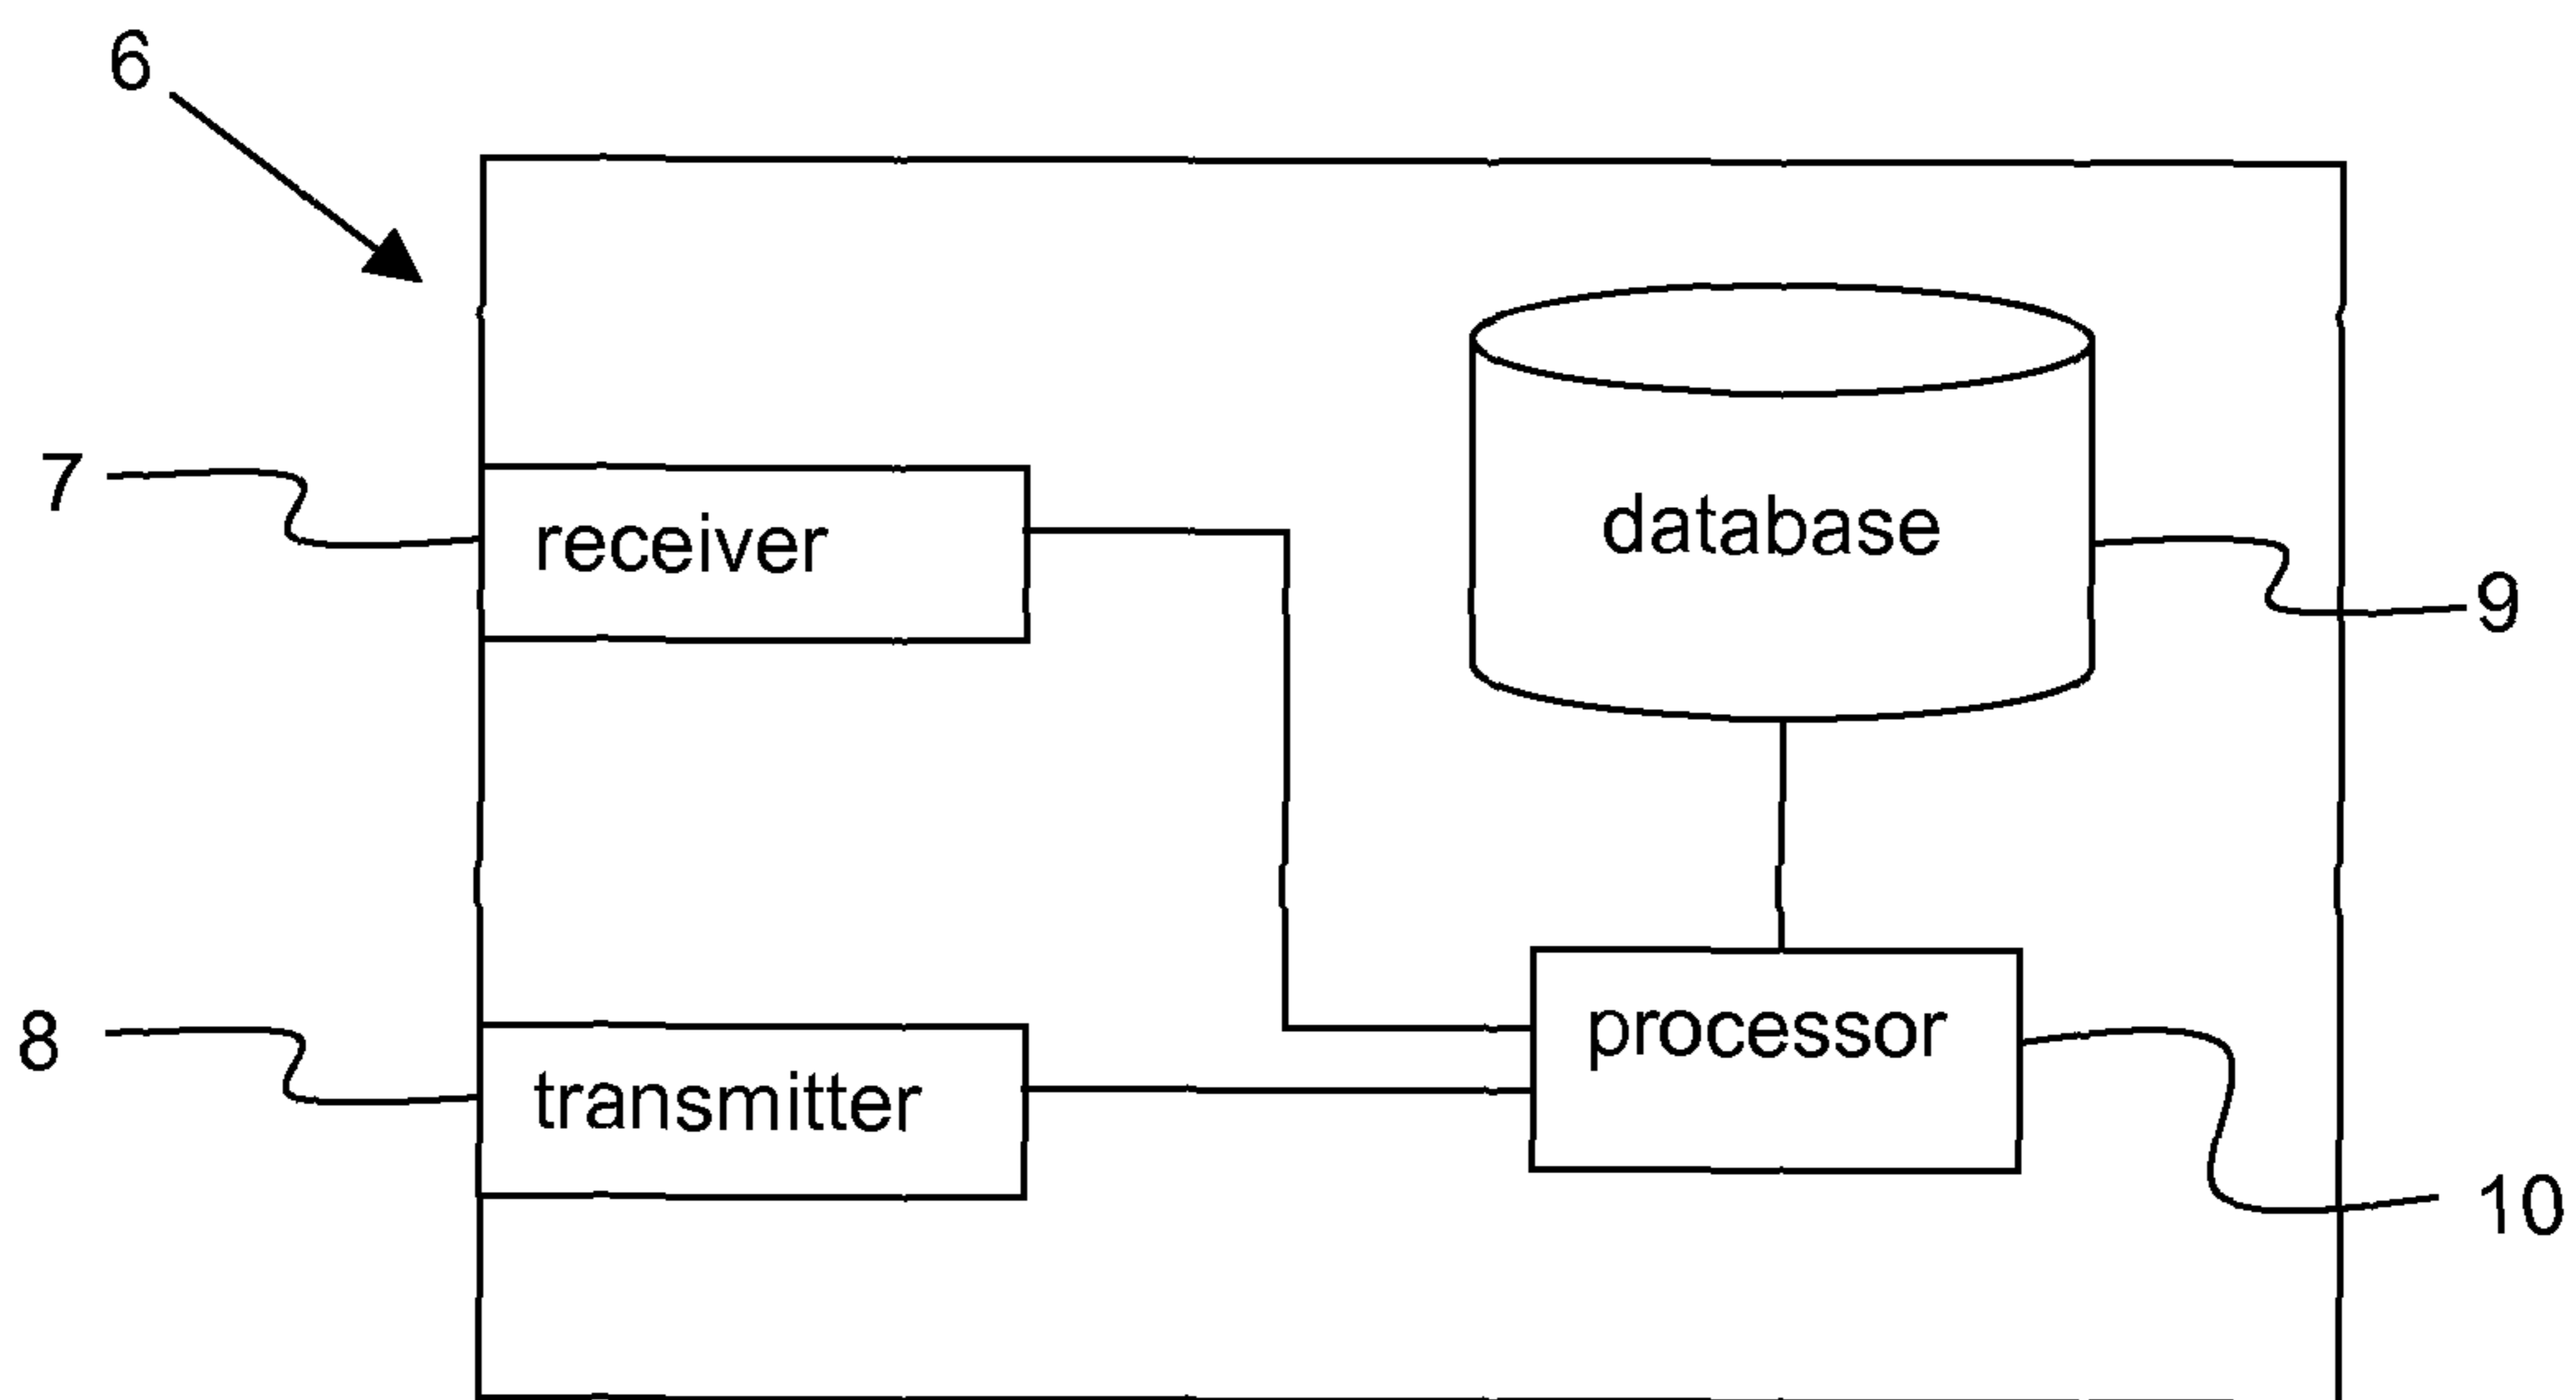 6
7
receiver
database
9
8
transmitter
processor
10